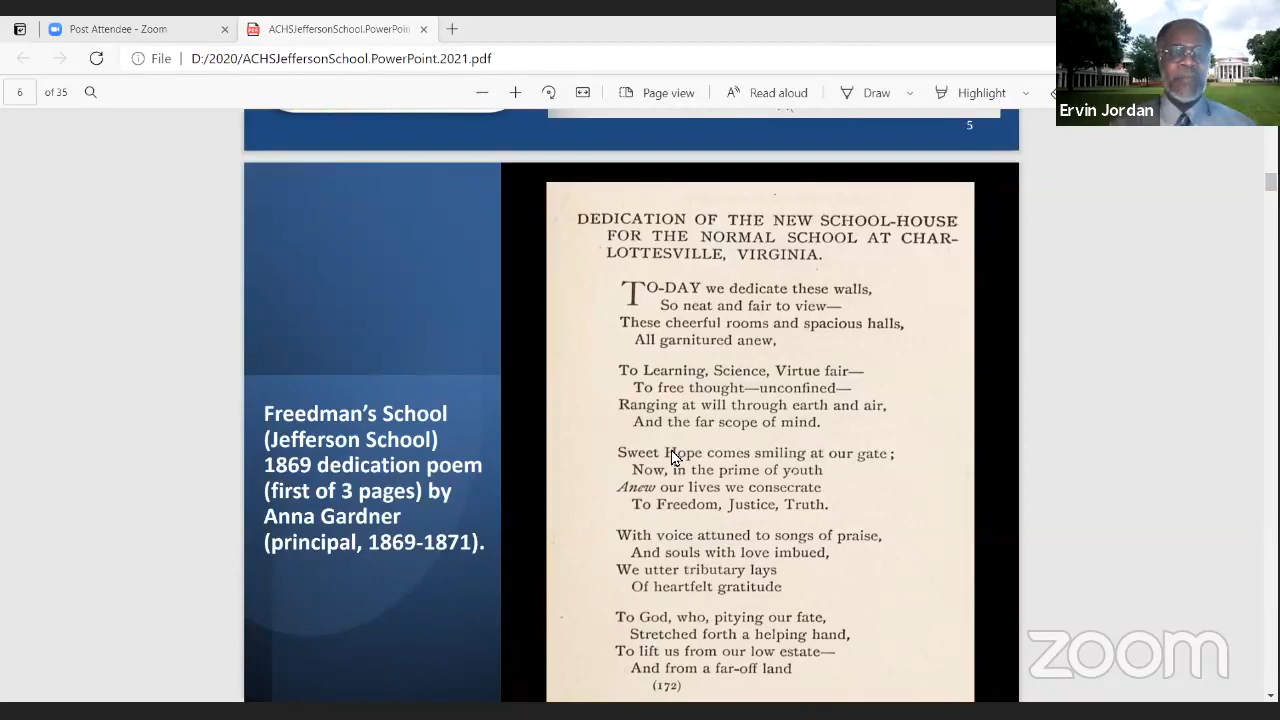 Post Attendee - Zoom
ACHSJeffersonSchool.PowerPoin
File
D:/2020/ACHSJeffersonSchool.PowerPoint.2021.pdf
6 of 35
Page view
Read aloud
Draw
Highlight
Ervin Jordan
5
Freedman’s School
(Jefferson School)
1869 dedication poem
(first of 3 pages) by
Anna Gardner
(principal, 1869-1871).
DEDICATION OF THE NEW SCHOOL-HOUSE
FOR THE NORMAL SCHOOL AT CHAR-
LOTTESVILLE, VIRGINIA.
TO-DAY we dedicate these walls,
So neat and fair to view—
These cheerful rooms and spacious halls,
All garnitured anew,
To Learning, Science, Virtue fair—
To free thought—unconfined—
Ranging at will through earth and air,
And the far scope of mind.
Sweet Hope comes smiling at our gate;
Now, in the prime of youth
Anew our lives we consecrate
To Freedom, Justice, Truth.
With voice attuned to songs of praise,
And souls with love imbued,
We utter tributary lays
Of heartfelt gratitude
To God, who, pitying our fate,
Stretched forth a helping hand,
To lift us from our low estate—
And from a far-off land
(172)
zoom